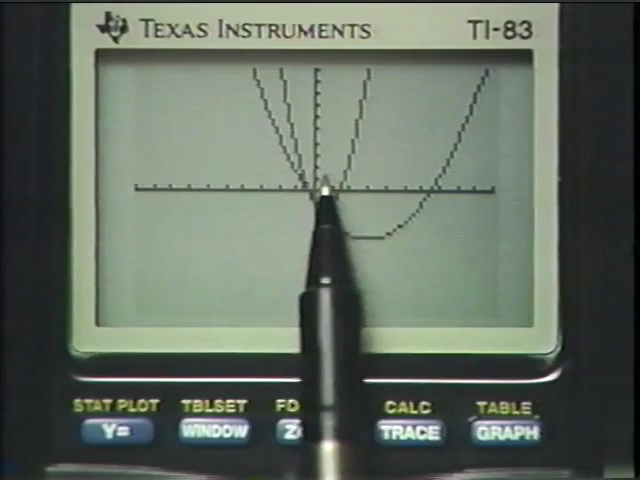 TEXAS INSTRUMENTS TI-83
STAT PLOT TBLSET CALC TABLE
Y= WINDOW TRACE GRAPH